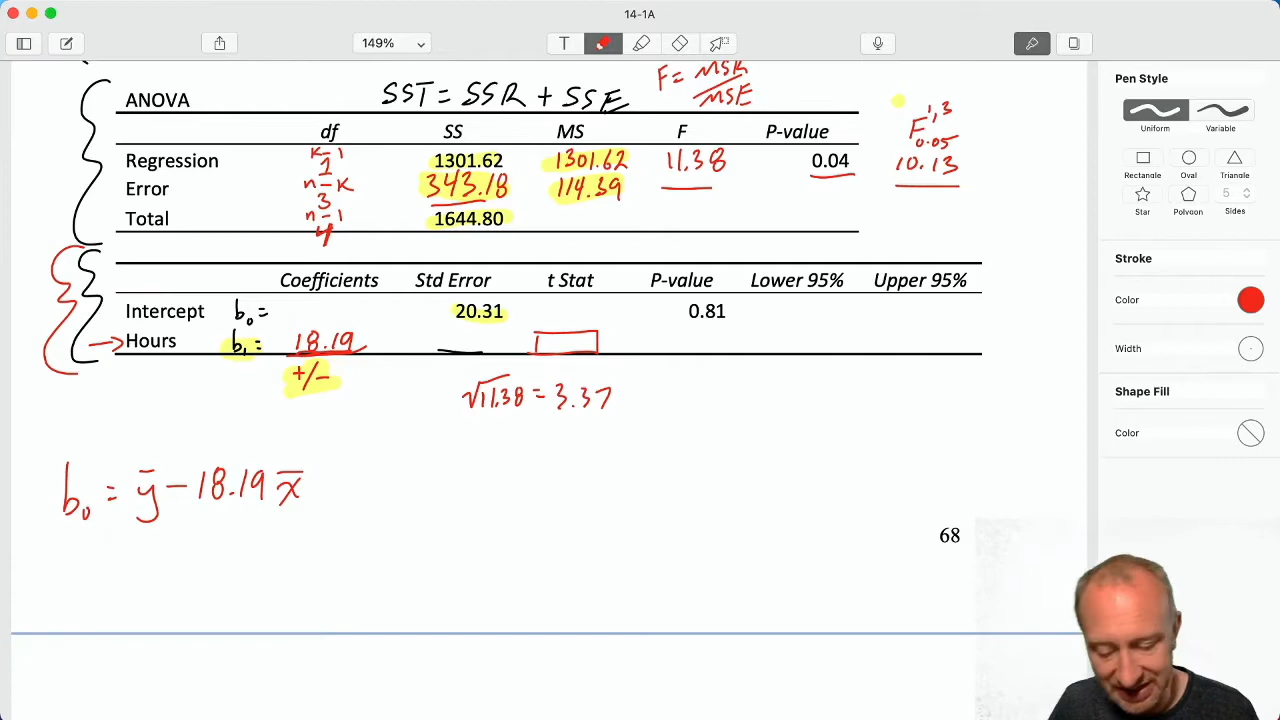 14-1A
149%
T
Pen Style
Uniform Variable
Rectangle Oval Triangle
Star Polygon 5 Sides
Stroke
Color
Width
Shape Fill
Color
ANOVA SST = SSR + SSE F = MSR/MSE
df SS MS F P-value
Regression K-1 1 1301.62 1301.62 11.38 0.04
Error n-K 3 343.18 114.39
Total n-1 4 1644.80
F 1,3 0.05
10.13
Coefficients Std Error t Stat P-value Lower 95% Upper 95%
Intercept b₀ = 20.31 0.81
Hours b₁ = 18.19
+/-
√11.38 = 3.37
b₀ = ȳ - 18.19 x̄
68